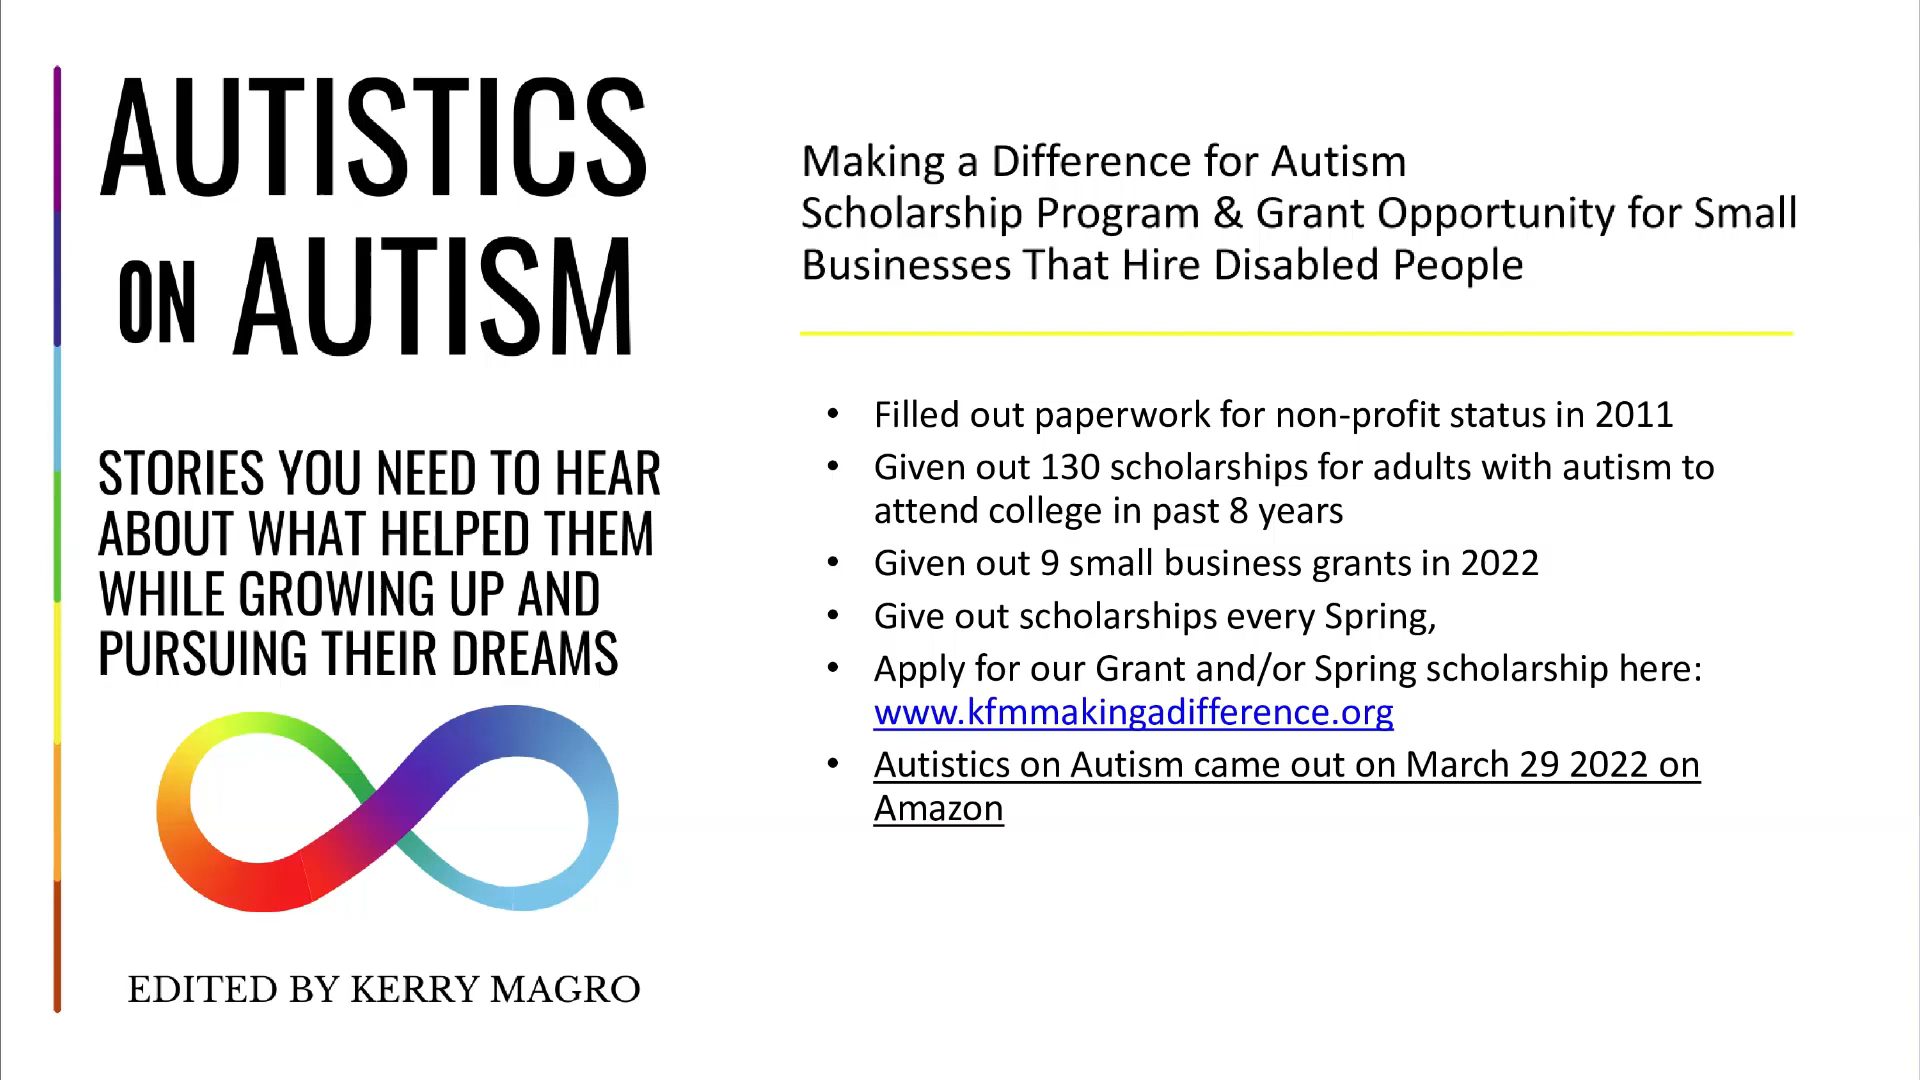 AUTISTICS
ON AUTISM
STORIES YOU NEED TO HEAR
ABOUT WHAT HELPED THEM
WHILE GROWING UP AND
PURSUING THEIR DREAMS
EDITED BY KERRY MAGRO
Making a Difference for Autism
Scholarship Program & Grant Opportunity for Small
Businesses That Hire Disabled People
• Filled out paperwork for non-profit status in 2011
• Given out 130 scholarships for adults with autism to
attend college in past 8 years
• Given out 9 small business grants in 2022
• Give out scholarships every Spring,
• Apply for our Grant and/or Spring scholarship here:
www.kfmmakingadifference.org
• Autistics on Autism came out on March 29 2022 on
Amazon